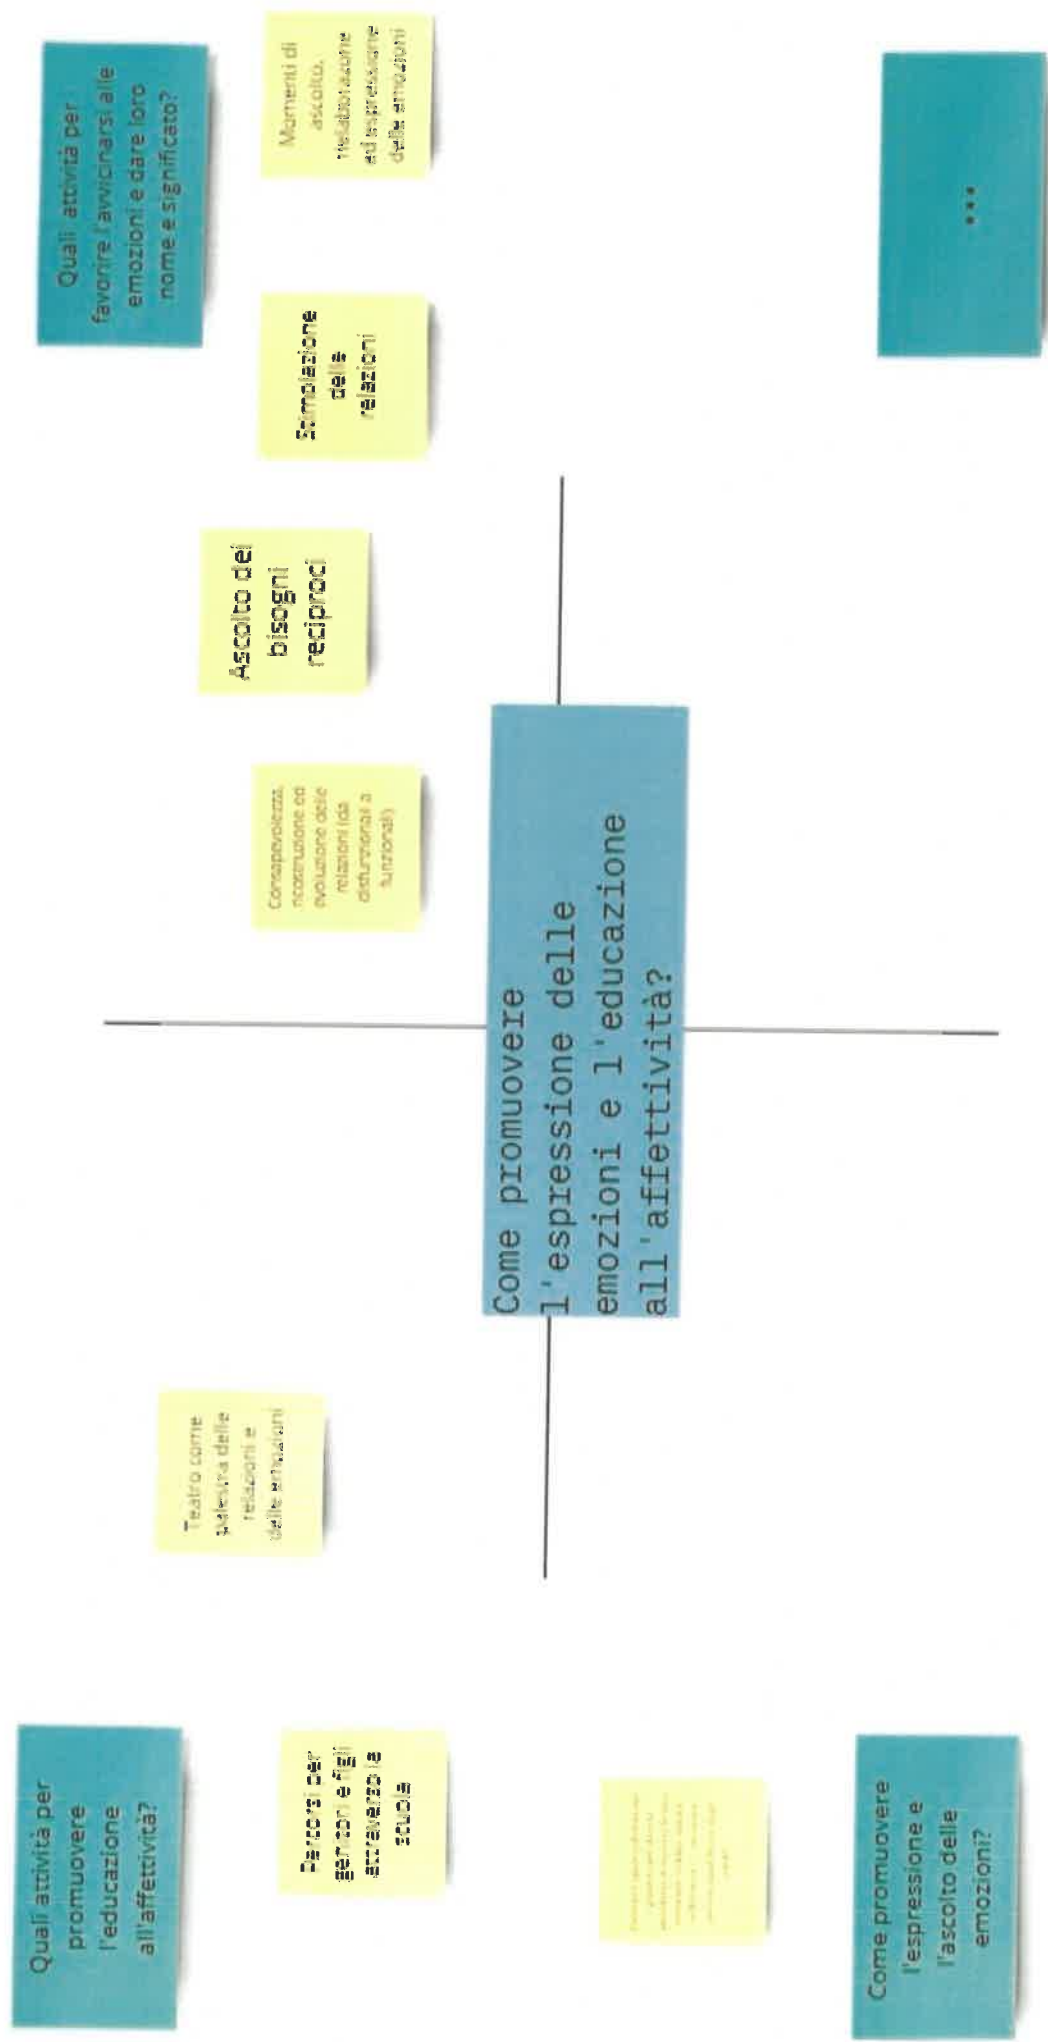 Quali attività per
promuovere
l'educazione
all'affettività?
Teatro come
palestra delle
relazioni e
delle emozioni
Percorsi per
genitori e figli
attraverso la
scuola
Quali attività per
favorire l'avvicinarsi alle
emozioni e dare loro
nome e significato?
Consapevolezza,
ricostruzione ed
evoluzione delle
relazioni (da
disfunzionali a
funzionali)
Ascolto dei
bisogni
reciproci
Stimolazione
delle
relazioni
Momenti di
ascolto,
rielaborazione
ed espressione
delle emozioni
Come promuovere
l'espressione delle
emozioni e l'educazione
all'affettività?
Come promuovere
l'espressione e
l'ascolto delle
emozioni?
...